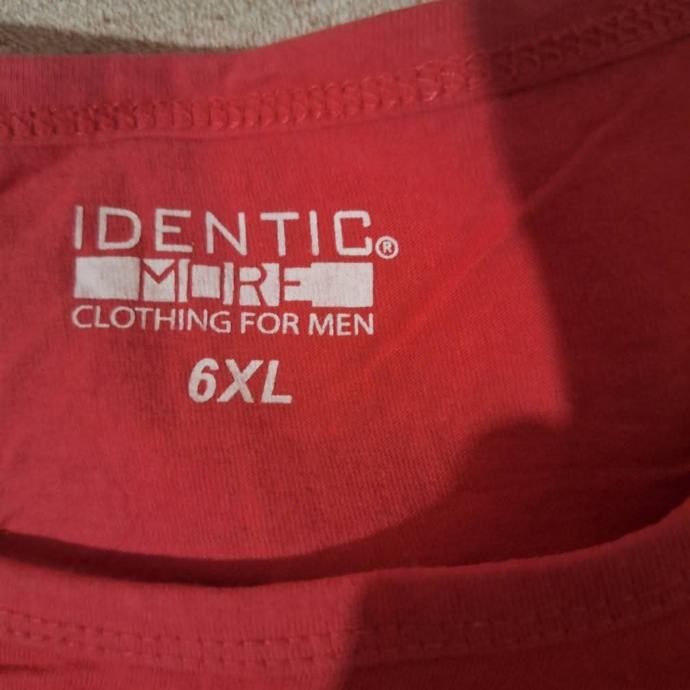 IDENTIC®
MORE
CLOTHING FOR MEN
6XL